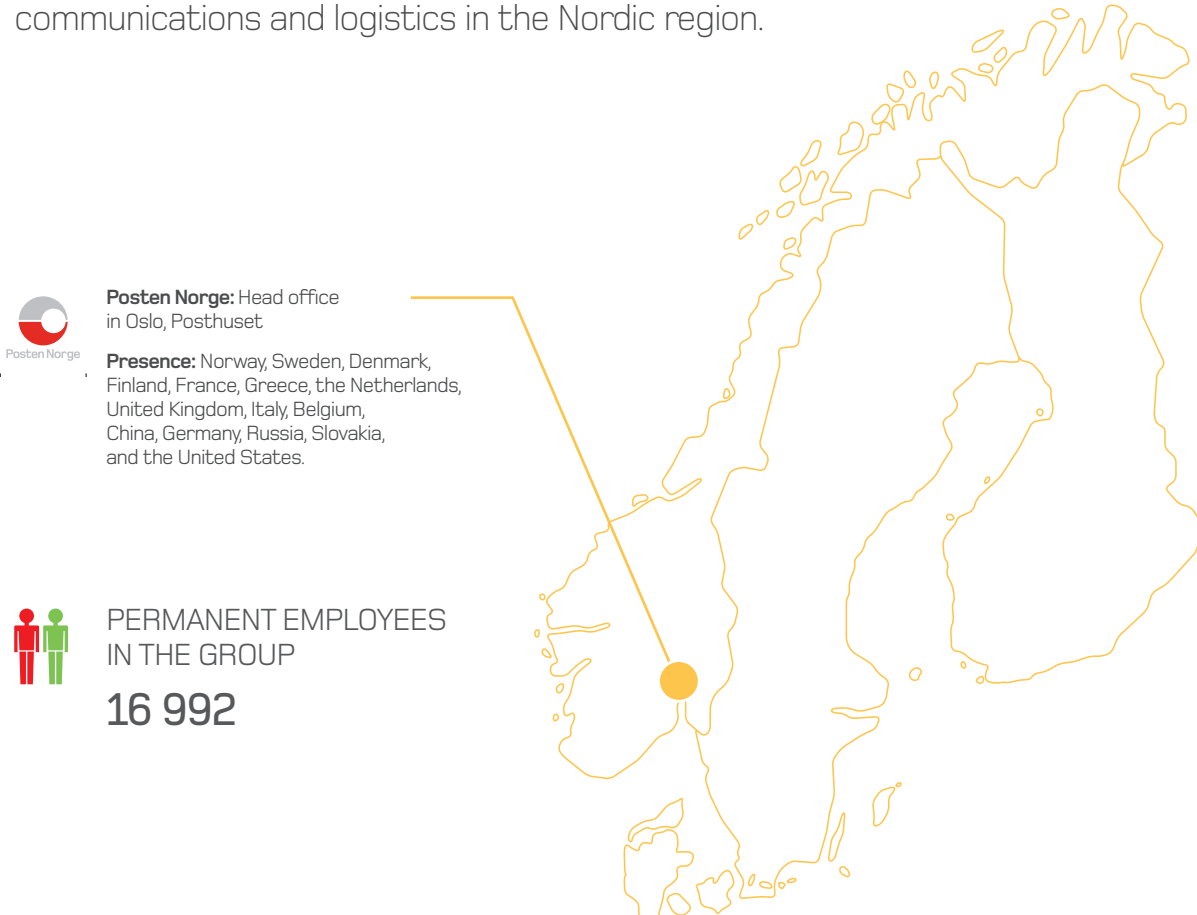 communications and logistics in the Nordic region.
Posten Norge: Head office
in Oslo, Posthuset
Posten Norge
Presence: Norway, Sweden, Denmark,
Finland, France, Greece, the Netherlands,
United Kingdom, Italy, Belgium,
China, Germany, Russia, Slovakia,
and the United States.
PERMANENT EMPLOYEES
IN THE GROUP
16 992